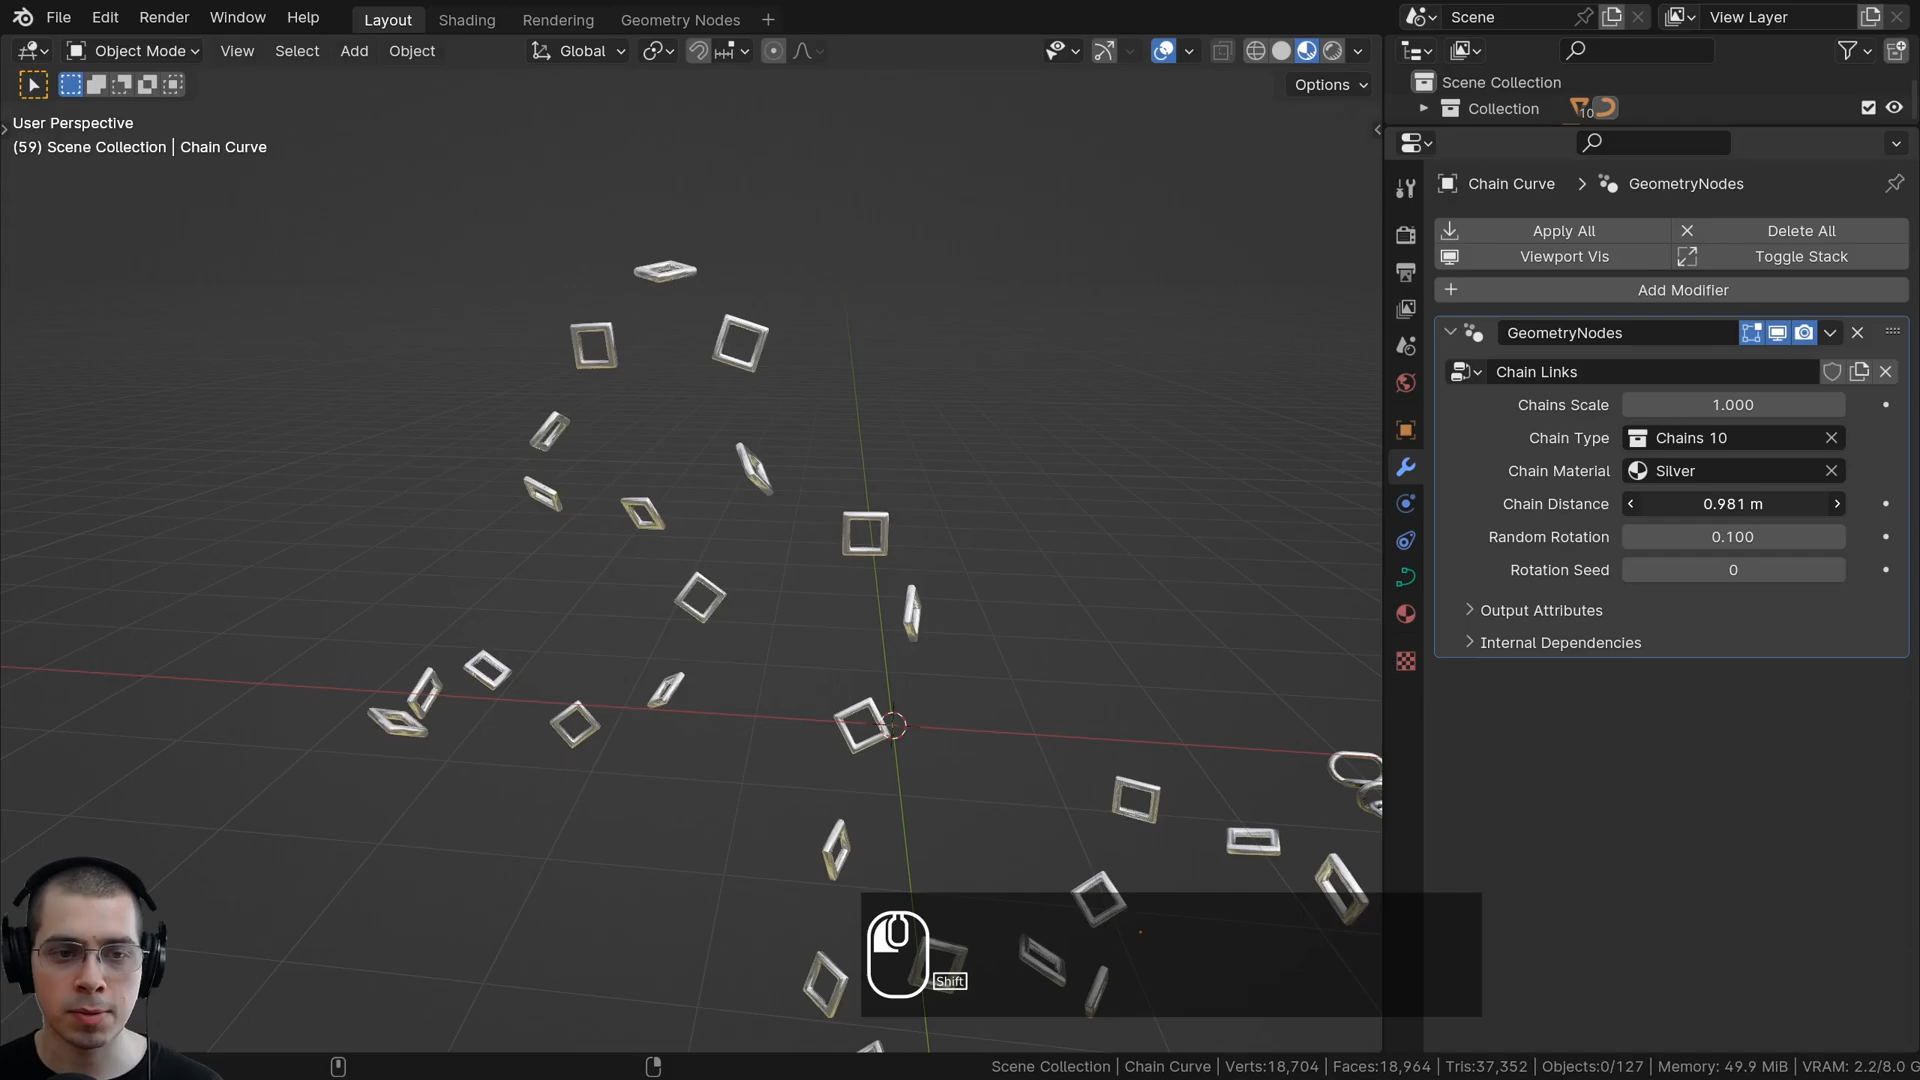 File Edit Render Window Help Layout Shading Rendering Geometry Nodes + Scene View Layer
Object Mode View Select Add Object Global
Options
User Perspective
(59) Scene Collection | Chain Curve
Scene Collection
Collection 10
Chain Curve > GeometryNodes
Apply All Delete All
Viewport Vis Toggle Stack
Add Modifier
GeometryNodes
Chain Links
Chains Scale 1.000
Chain Type Chains 10
Chain Material Silver
Chain Distance 0.981 m
Random Rotation 0.100
Rotation Seed 0
Output Attributes
Internal Dependencies
Shift
Scene Collection | Chain Curve | Verts:18,704 | Faces:18,964 | Tris:37,352 | Objects:0/127 | Memory: 49.9 MiB | VRAM: 2.2/8.0 G